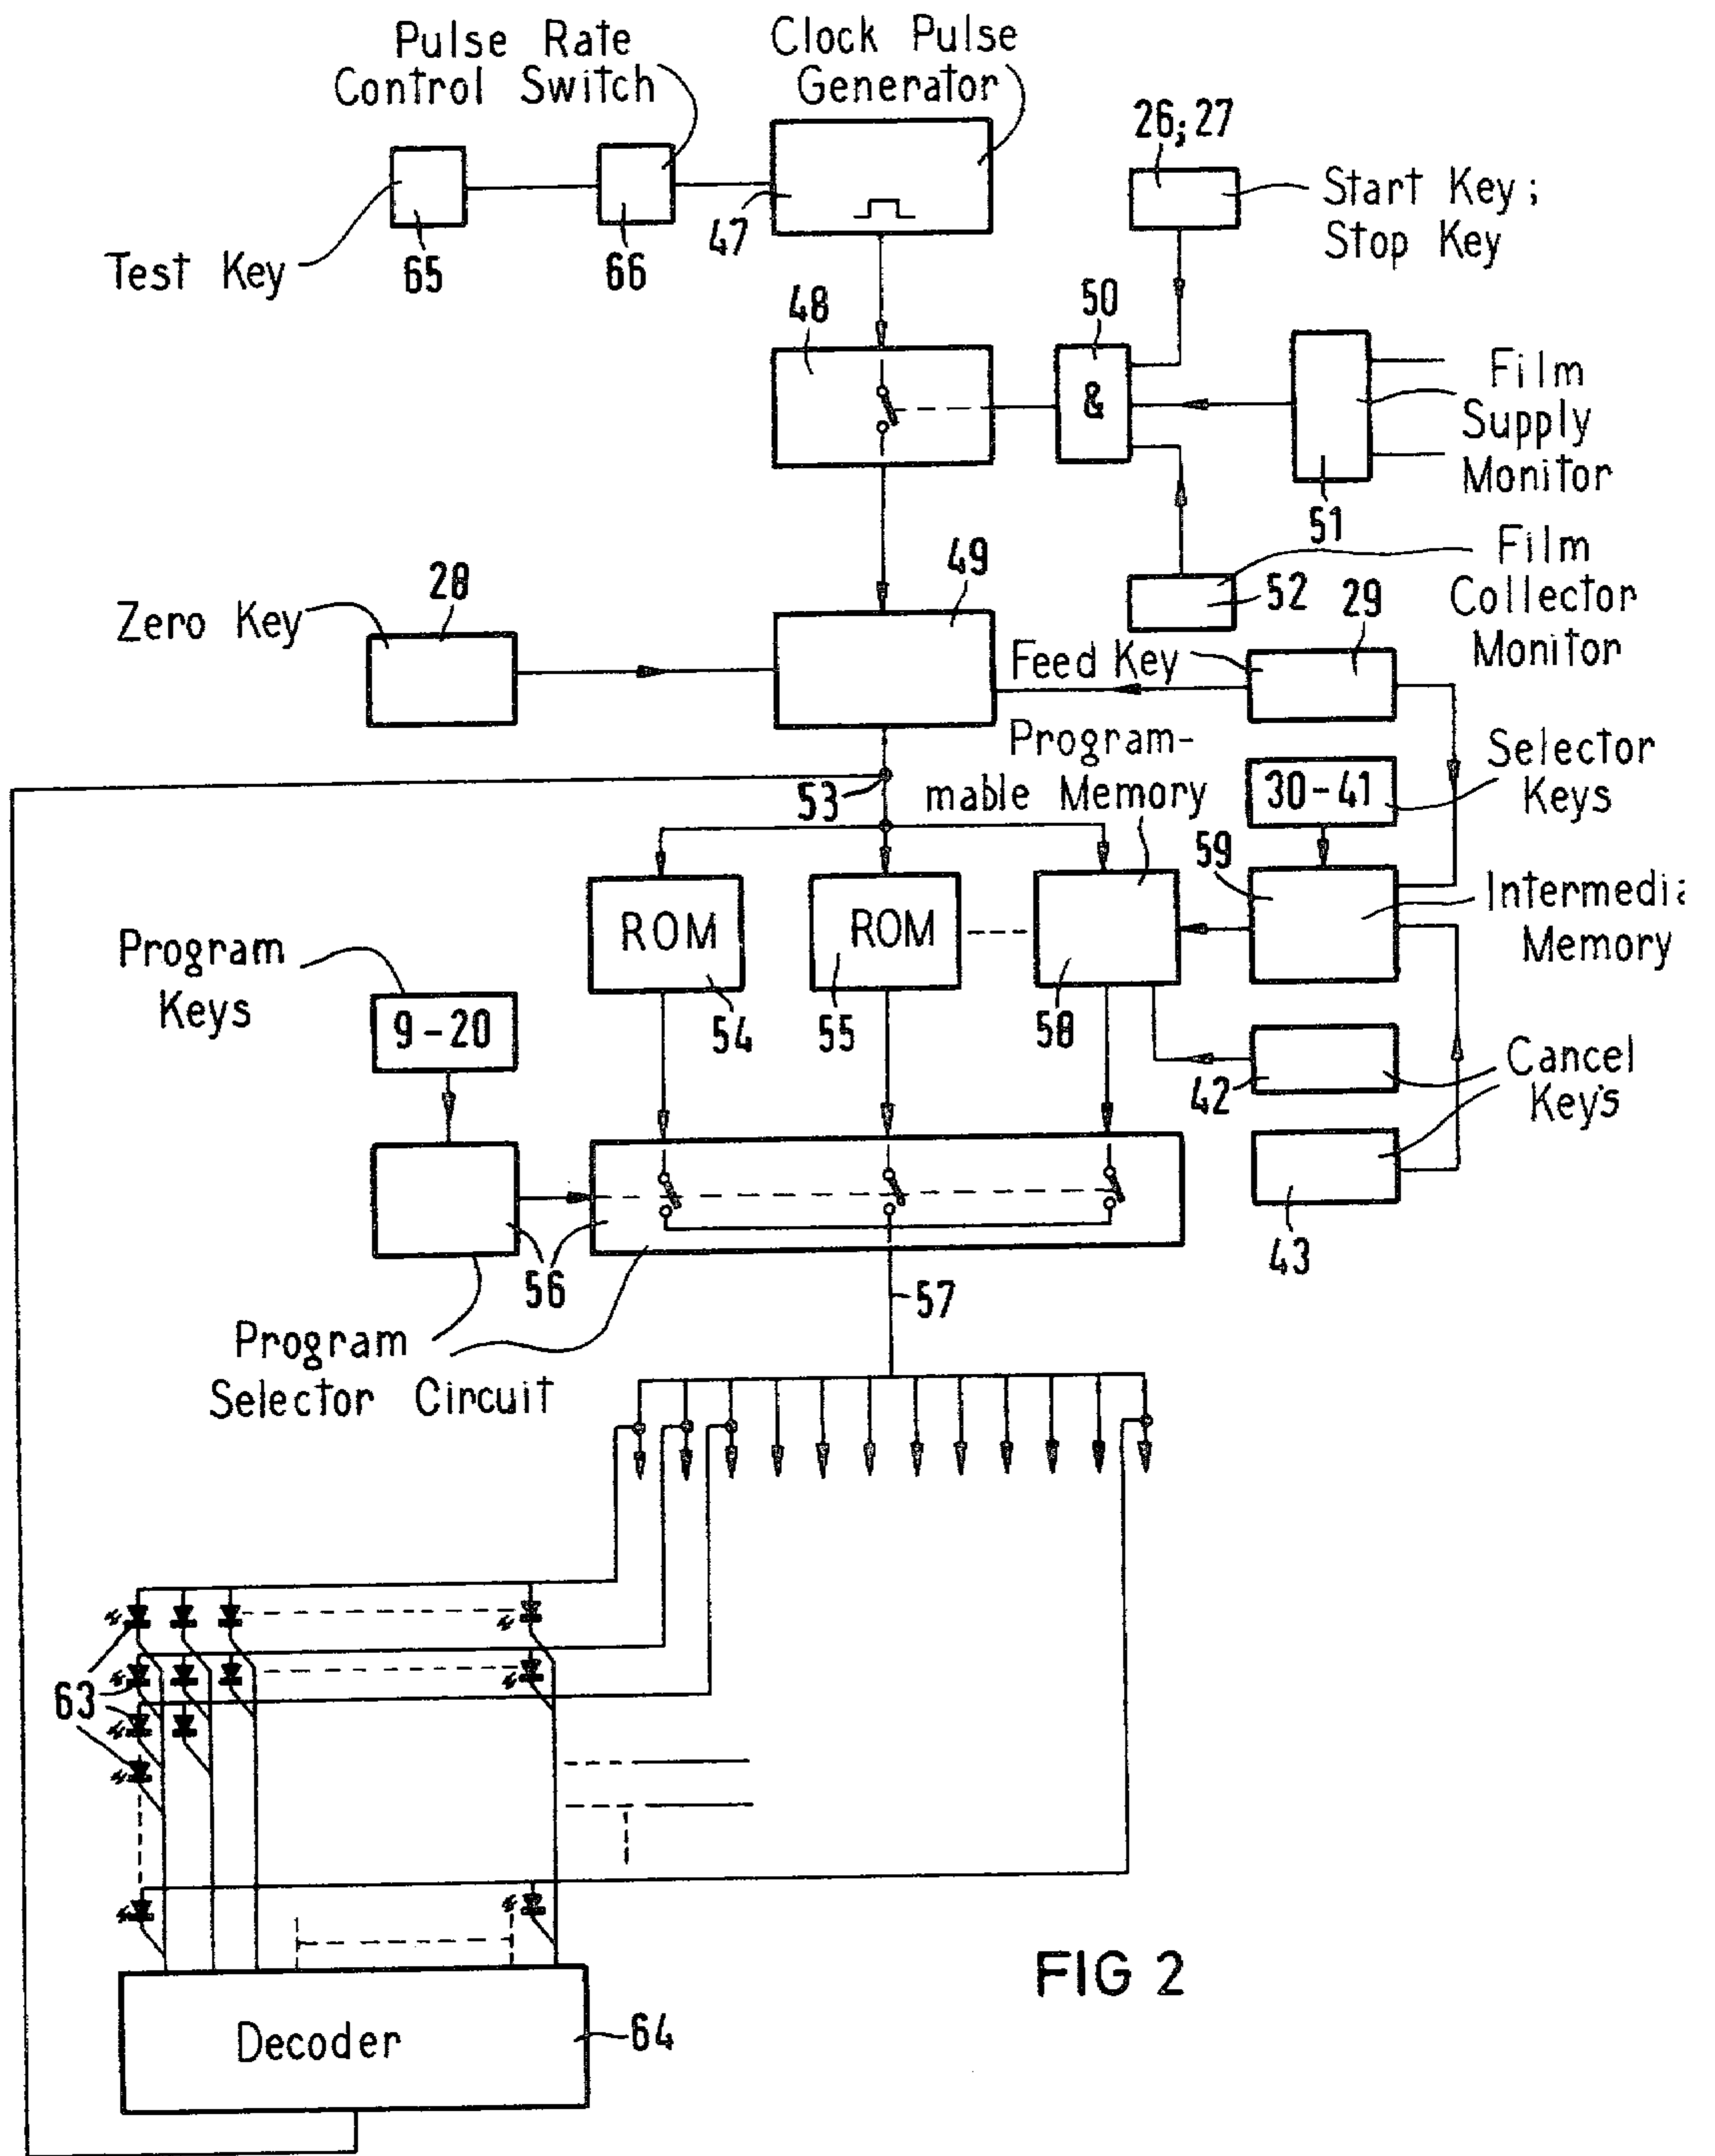 Pulse Rate
Control Switch
Clock Pulse
Generator
26; 27
Start Key;
Stop Key
47
Test Key
65
66
48
50
&
Film
Supply
Monitor
51
Film
Collector
Monitor
52
49
28
Zero Key
29
Feed Key
Program-
mable Memory
Selector
Keys
30-41
53
59
ROM
ROM
Intermedia
Memory
Program
Keys
9-20
54
55
58
42
Cancel
Key's
43
56
57
Program
Selector Circuit
63
FIG 2
Decoder
64